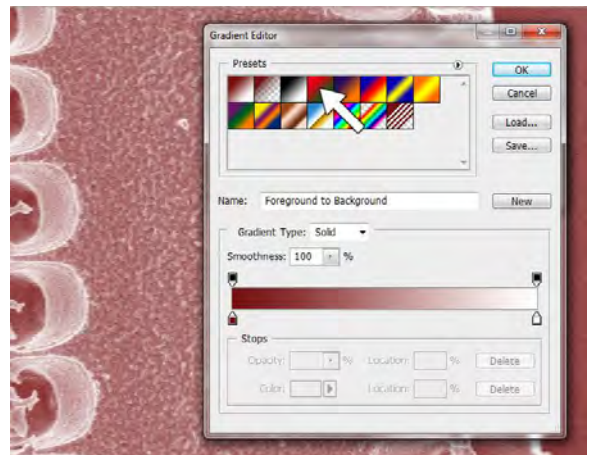 Gradient Editor
Presets
OK
Cancel
Load...
Save...
Name: Foreground to Background
New
Gradient Type: Solid
Smoothness: 100 %
Stops
Opacity: % Location: % Delete
Color: Location: % Delete